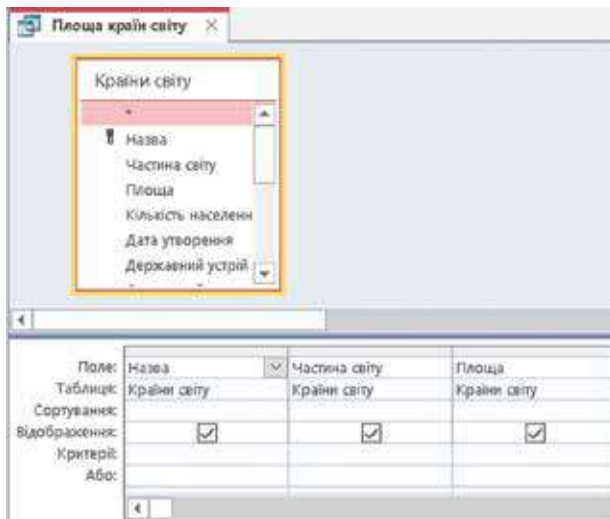 Площа країн світу
Країни світу
*
Назва
Частина світу
Площа
Кількість населенн
Дата утворення
Державний устрій
Поле: Назва Частина світу Площа
Таблиця: Країни світу Країни світу Країни світу
Сортування:
Відображення:
Критерії:
Або: